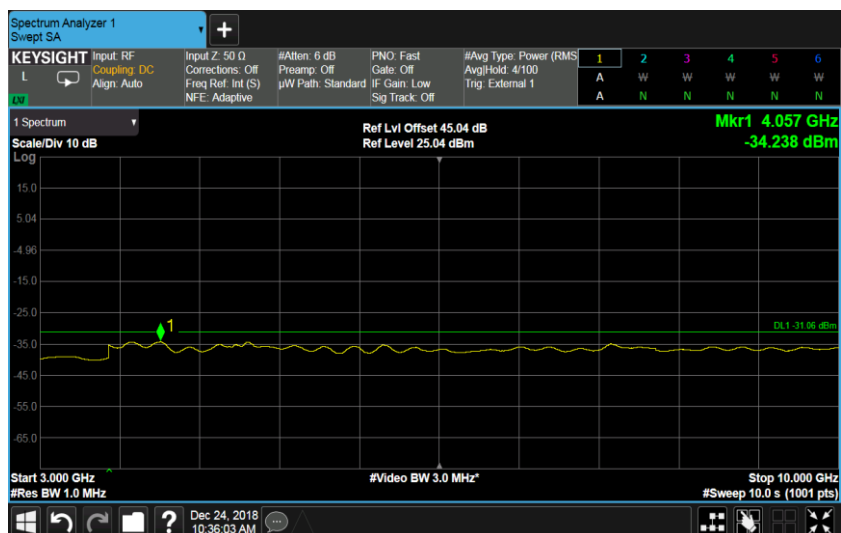 Spectrum Analyzer 1
Swept SA
+
KEYSIGHT
L
LXI
Input: RF
Coupling: DC
Align: Auto
Input Z: 50 Ω
Corrections: Off
Freq Ref: Int (S)
NFE: Adaptive
#Atten: 6 dB
Preamp: Off
µW Path: Standard
PNO: Fast
Gate: Off
IF Gain: Low
Sig Track: Off
#Avg Type: Power (RMS
Avg|Hold: 4/100
Trig: External 1
1 2 3 4 5 6
A W W W W W
A N N N N N
1 Spectrum
Scale/Div 10 dB
Ref Lvl Offset 45.04 dB
Ref Level 25.04 dBm
Mkr1 4.057 GHz
-34.238 dBm
Log
15.0
5.04
-4.96
-15.0
-25.0
1
DL1 -31.06 dBm
-35.0
-45.0
-55.0
-65.0
Start 3.000 GHz
#Res BW 1.0 MHz
#Video BW 3.0 MHz*
Stop 10.000 GHz
#Sweep 10.0 s (1001 pts)
?
Dec 24, 2018
10:36:03 AM